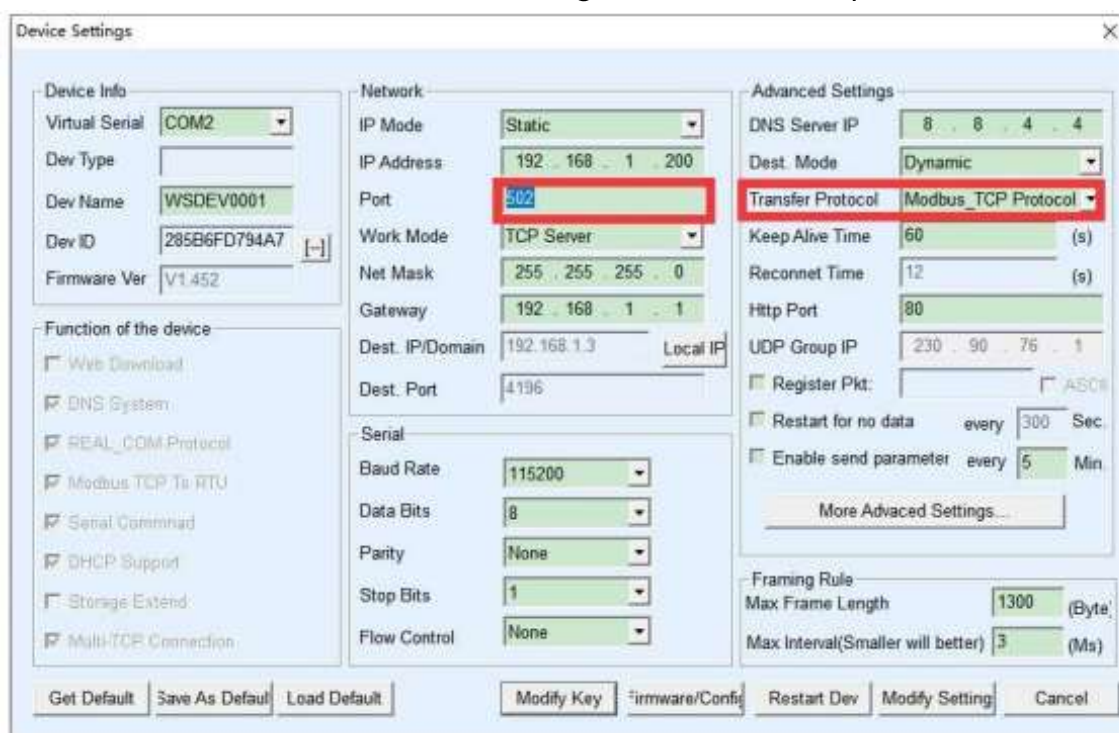 Device Settings
Device Info
Virtual Serial COM2
Dev Type
Dev Name WSDEV0001
Dev ID 285B6FD794A7 [--]
Firmware Ver V1.452
Function of the device
Web Download
DNS System
REAL_COM Protocol
Modbus TCP To RTU
Serial Commnad
DHCP Support
Storage Extend
Multi-TCP Connection
Network
IP Mode Static
IP Address 192 . 168 . 1 . 200
Port 502
Work Mode TCP Server
Net Mask 255 . 255 . 255 . 0
Gateway 192 . 168 . 1 . 1
Dest. IP/Domain 192.168.1.3 Local IP
Dest. Port 4196
Serial
Baud Rate 115200
Data Bits 8
Parity None
Stop Bits 1
Flow Control None
Advanced Settings
DNS Server IP 8 . 8 . 4 . 4
Dest. Mode Dynamic
Transfer Protocol Modbus_TCP Protocol
Keep Alive Time 60 (s)
Reconnet Time 12 (s)
Http Port 80
UDP Group IP 230 . 90 . 76 . 1
Register Pkt: ASCII
Restart for no data every 300 Sec.
Enable send parameter every 5 Min.
More Advaced Settings...
Framing Rule
Max Frame Length 1300 (Byte)
Max Interval(Smaller will better) 3 (Ms)
Get Default Save As Defaul Load Default Modify Key Firmware/Config Restart Dev Modify Setting Cancel